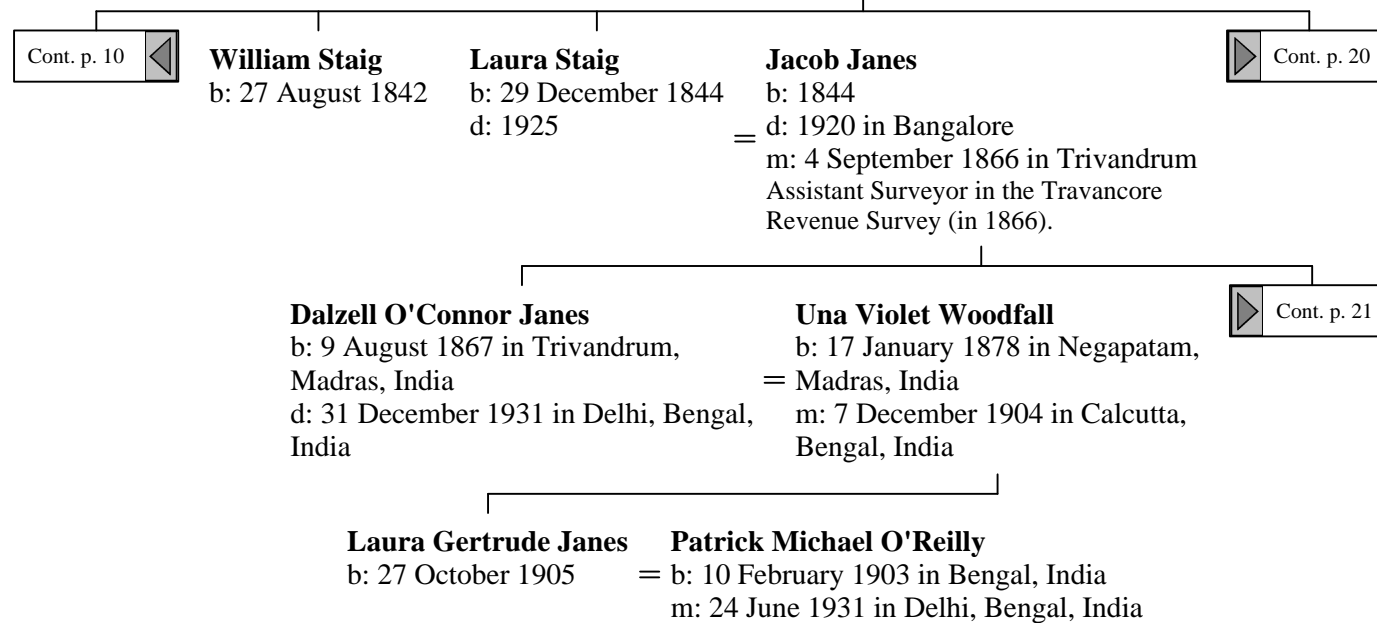 Cont. p. 10
William Staig
b: 27 August 1842
Laura Staig
b: 29 December 1844
d: 1925
=
Jacob Janes
b: 1844
d: 1920 in Bangalore
m: 4 September 1866 in Trivandrum
Assistant Surveyor in the Travancore
Revenue Survey (in 1866).
Cont. p. 20
Dalzell O'Connor Janes
b: 9 August 1867 in Trivandrum,
Madras, India
d: 31 December 1931 in Delhi, Bengal,
India
=
Una Violet Woodfall
b: 17 January 1878 in Negapatam,
Madras, India
m: 7 December 1904 in Calcutta,
Bengal, India
Cont. p. 21
Laura Gertrude Janes
b: 27 October 1905
=
Patrick Michael O'Reilly
b: 10 February 1903 in Bengal, India
m: 24 June 1931 in Delhi, Bengal, India